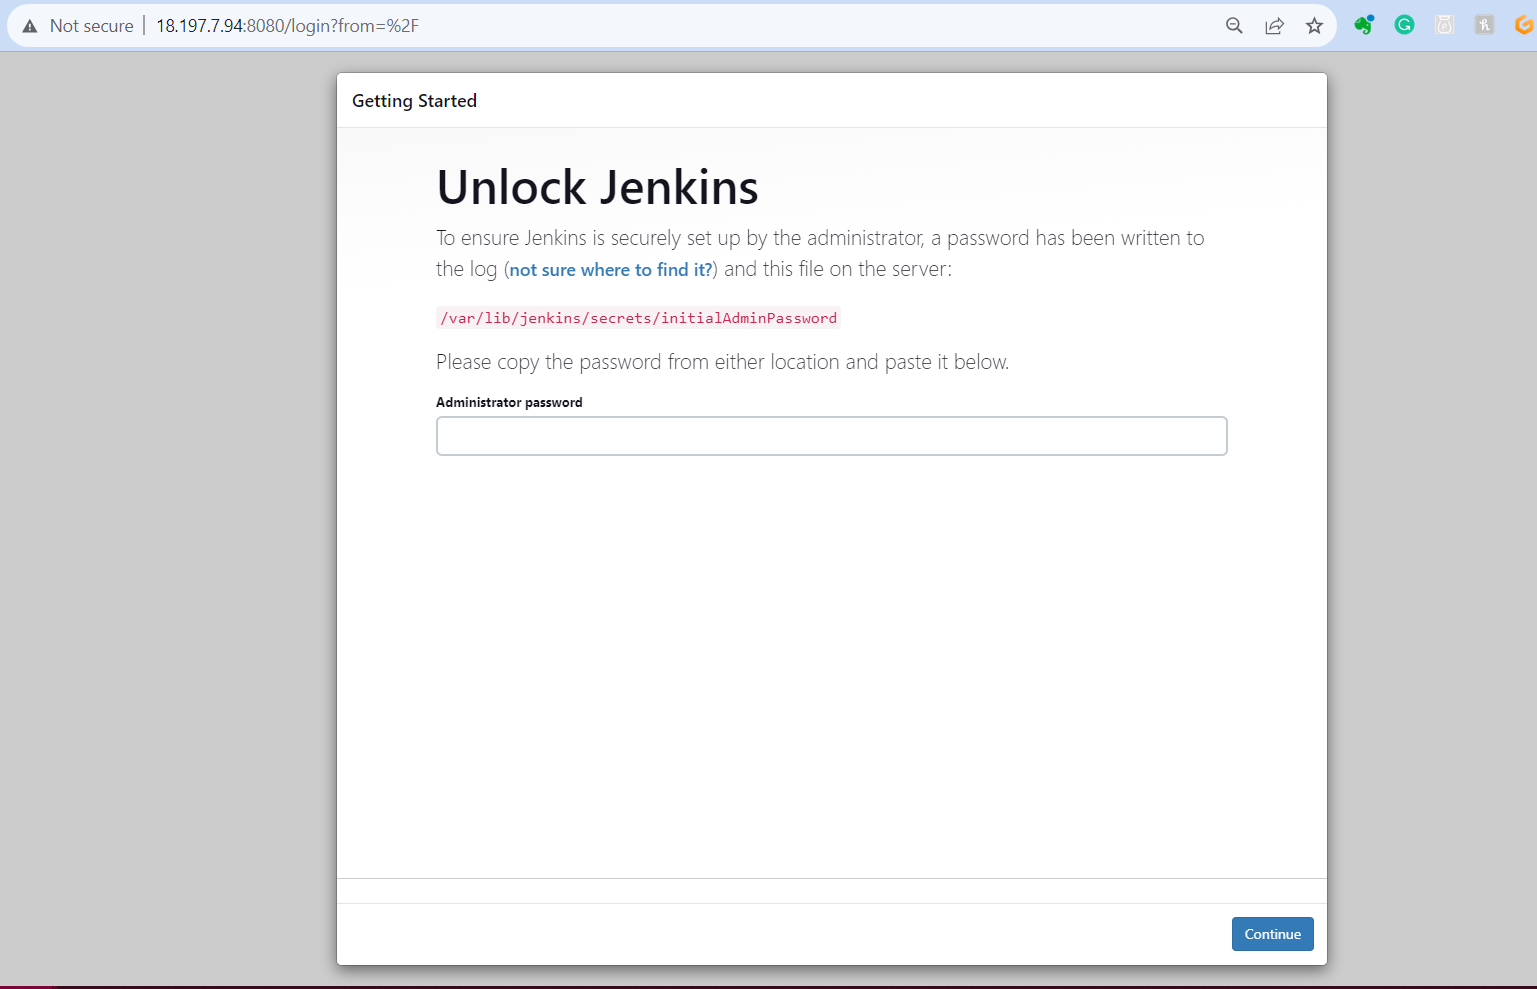 Not secure | 18.197.7.94:8080/login?from=%2F
Getting Started
Unlock Jenkins
To ensure Jenkins is securely set up by the administrator, a password has been written to
the log (not sure where to find it?) and this file on the server:
/var/lib/jenkins/secrets/initialAdminPassword
Please copy the password from either location and paste it below.
Administrator password
Continue